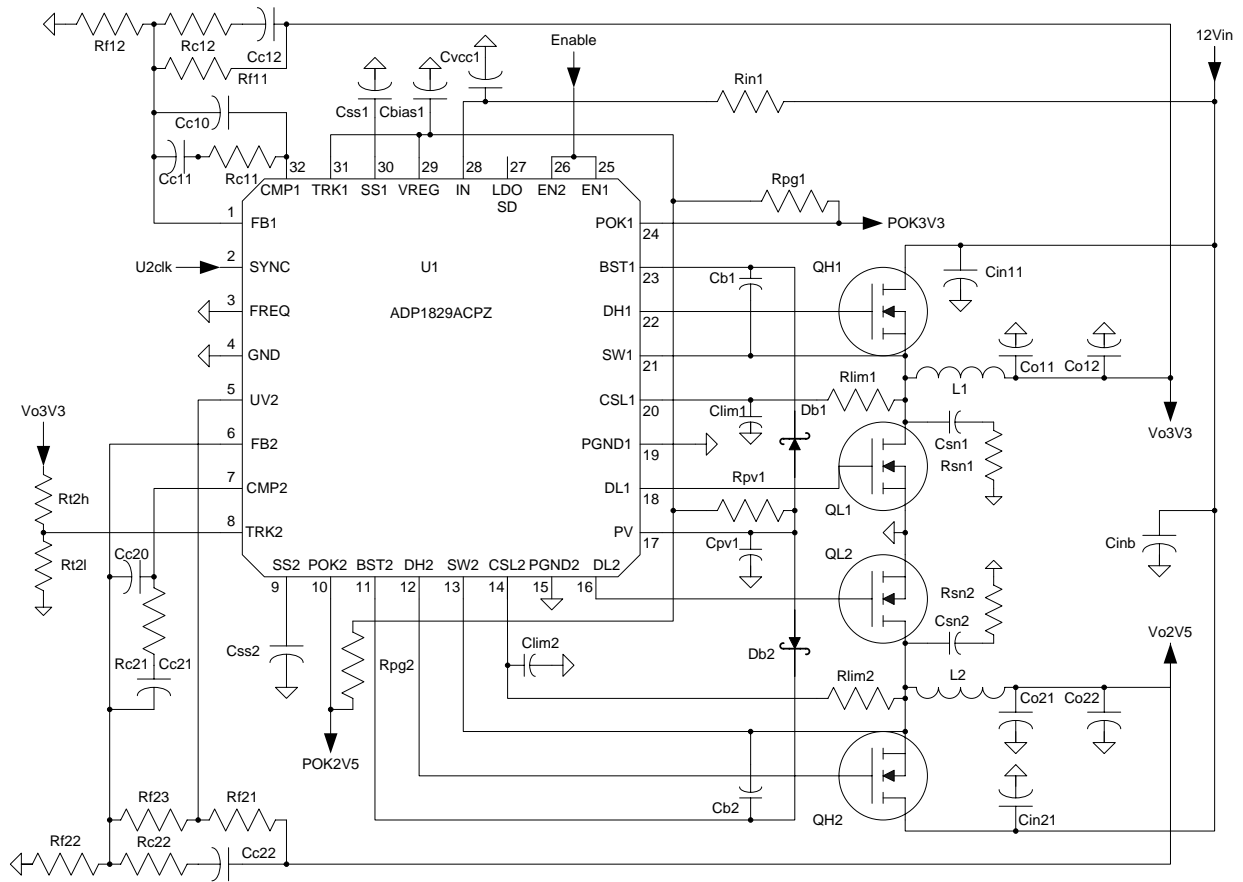 Rf12
Rc12
Cc12
Rf11
Cc10
Cc11
Rc11
Css1
Cbias1
Cvcc1
Enable
Rin1
12Vin
32
31
30
29
28
27
26
25
CMP1
TRK1
SS1
VREG
IN
LDO
SD
EN2
EN1
Rpg1
1
FB1
POK1
24
POK3V3
U2clk
2
SYNC
U1
BST1
23
Cb1
QH1
Cin11
3
FREQ
ADP1829ACPZ
DH1
22
4
GND
SW1
21
Co11
Co12
L1
Vo3V3
5
UV2
CSL1
20
Rlim1
Clim1
Db1
Csn1
Rsn1
Vo3V3
6
FB2
PGND1
19
Rt2h
7
CMP2
DL1
18
Rpv1
QL1
8
TRK2
PV
17
Cpv1
Cinb
Rt2l
Cc20
SS2
POK2
BST2
DH2
SW2
CSL2
PGND2
DL2
9
10
11
12
13
14
15
16
QL2
Rsn2
Csn2
Rc21
Cc21
Css2
Rpg2
Clim2
Db2
Vo2V5
Rlim2
L2
Co21
Co22
POK2V5
Rf23
Rf21
Cb2
QH2
Cin21
Rf22
Rc22
Cc22